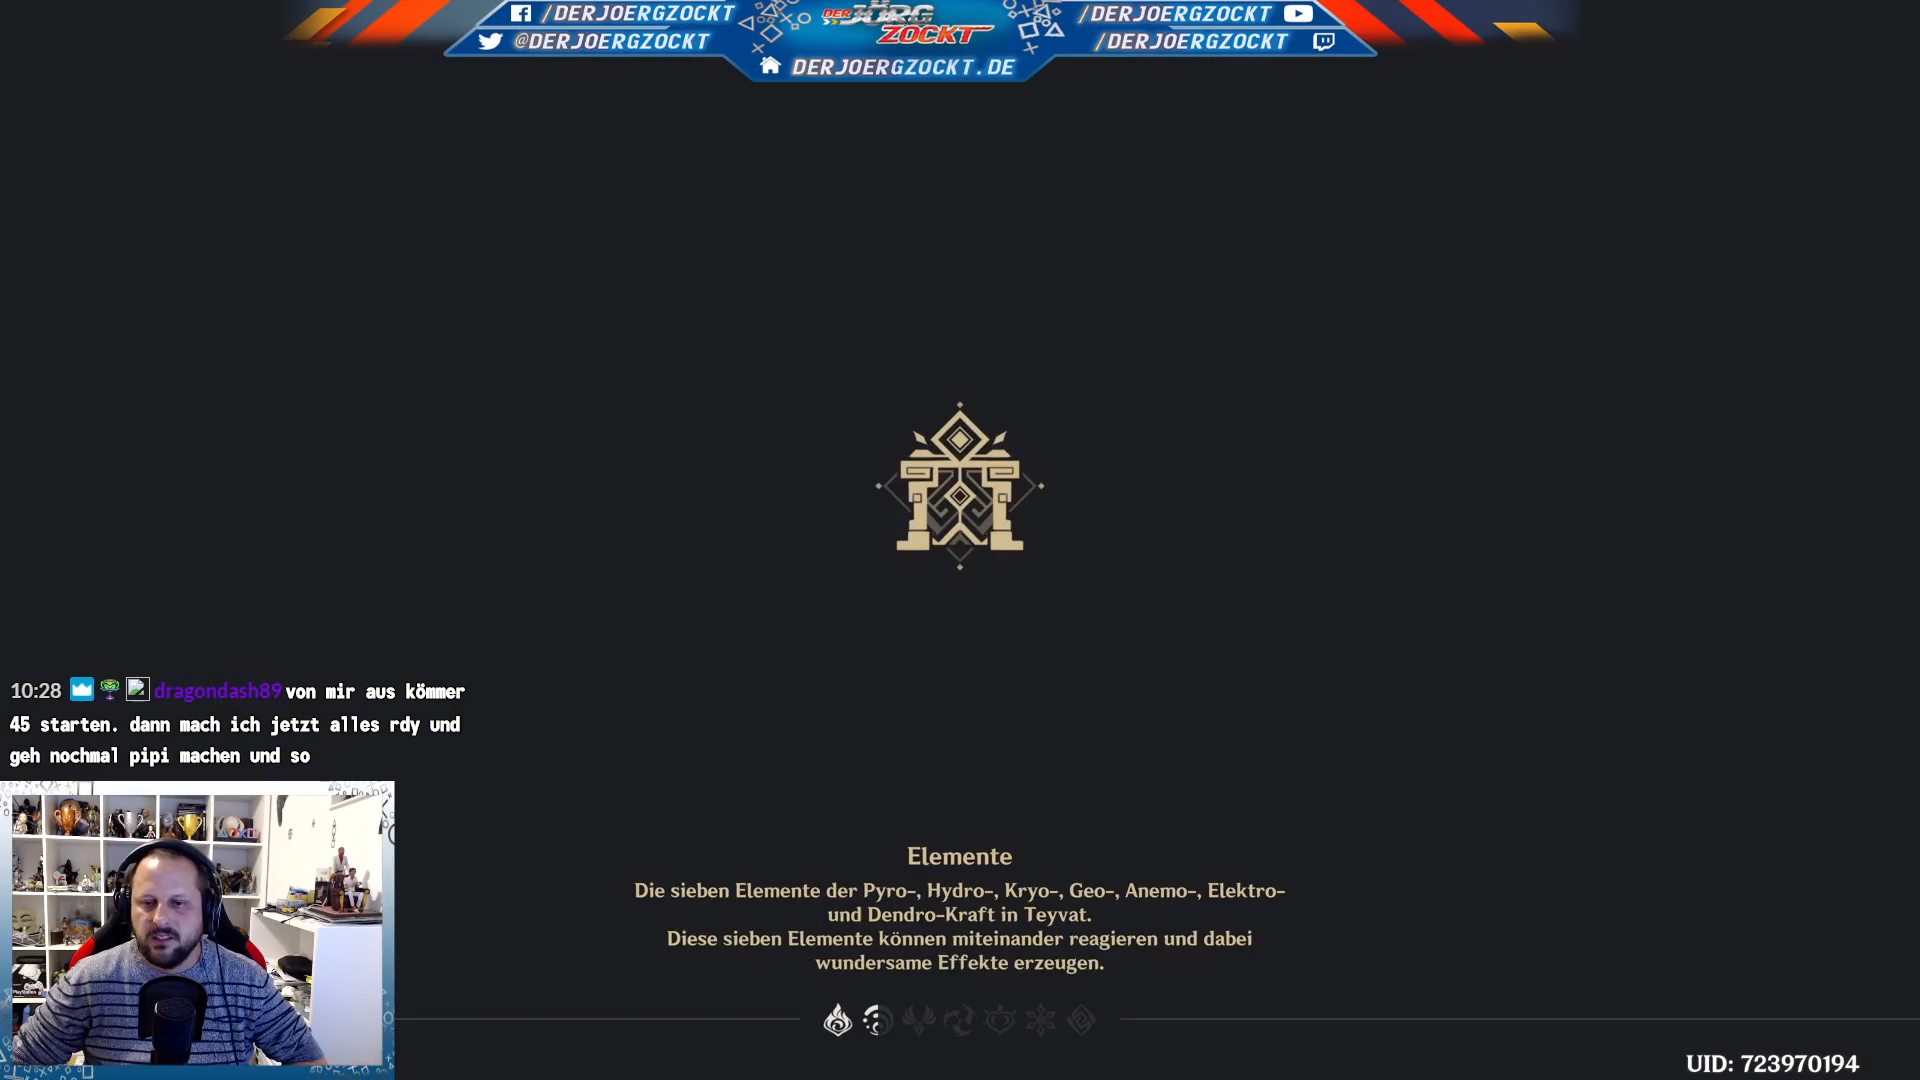 /DERJOERGZOCKT
DER JÖRG
ZOCKT
/DERJOERGZOCKT
@DERJOERGZOCKT
/DERJOERGZOCKT
DERJOERGZOCKT.DE
10:28 dragondash89 von mir aus kömmer
45 starten. dann mach ich jetzt alles rdy und
geh nochmal pipi machen und so
Elemente
Die sieben Elemente der Pyro-, Hydro-, Kryo-, Geo-, Anemo-, Elektro-
und Dendro-Kraft in Teyvat.
Diese sieben Elemente können miteinander reagieren und dabei
wundersame Effekte erzeugen.
UID: 723970194